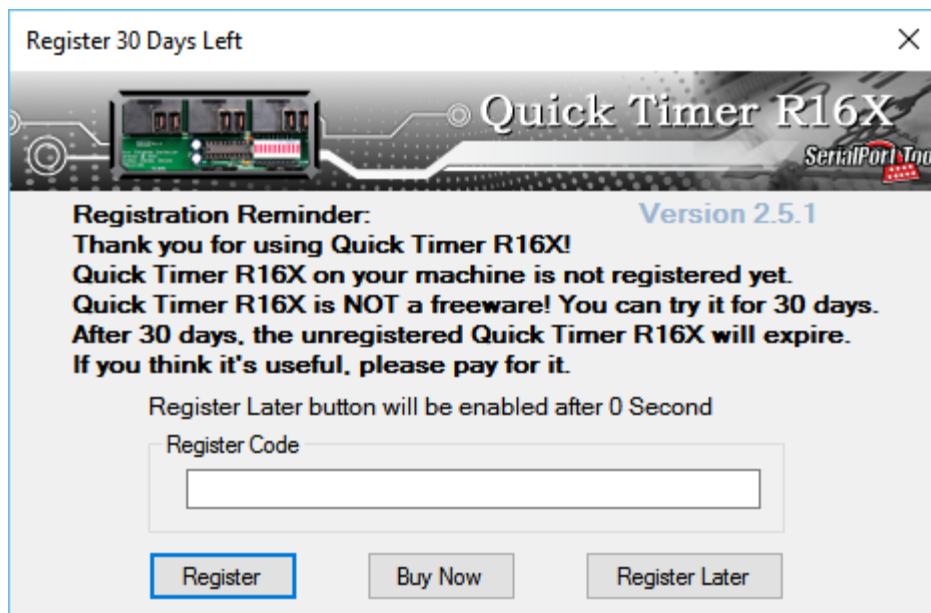 Register 30 Days Left
Quick Timer R16X
SerialPort Too
Registration Reminder:
Version 2.5.1
Thank you for using Quick Timer R16X!
Quick Timer R16X on your machine is not registered yet.
Quick Timer R16X is NOT a freeware! You can try it for 30 days.
After 30 days, the unregistered Quick Timer R16X will expire.
If you think it's useful, please pay for it.
Register Later button will be enabled after 0 Second
Register Code
Register
Buy Now
Register Later